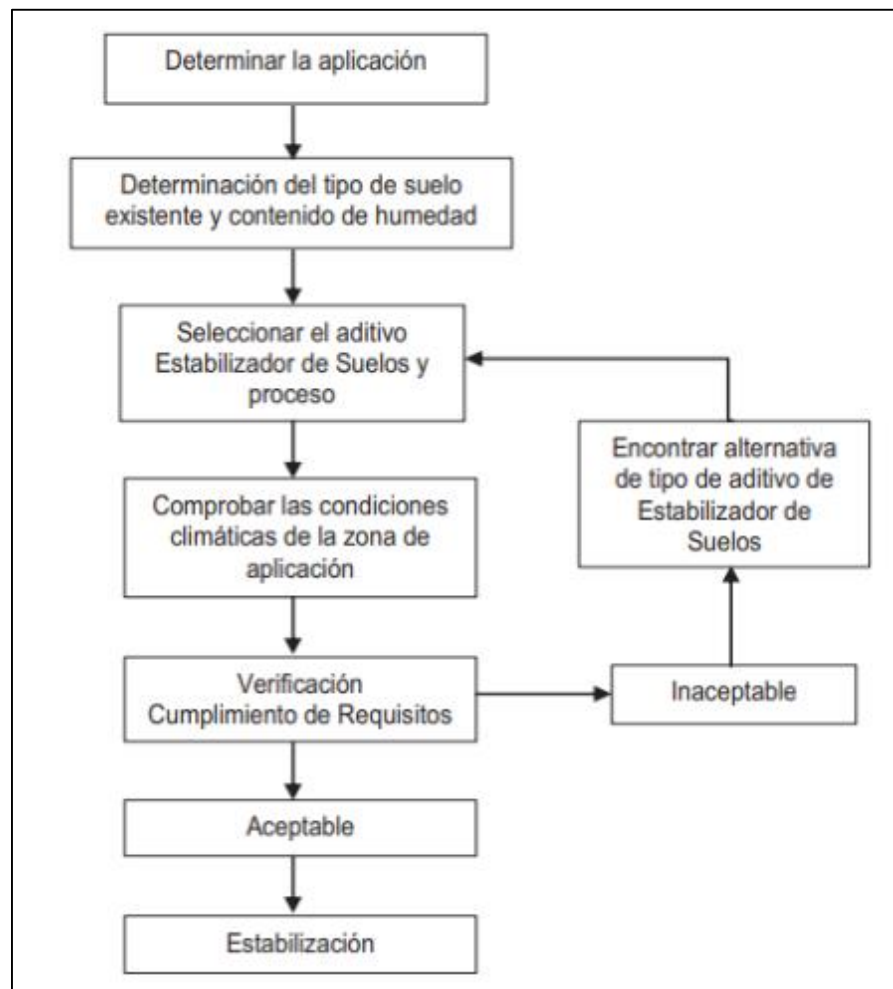 Determinar la aplicación
Determinación del tipo de suelo
existente y contenido de humedad
Seleccionar el aditivo
Estabilizador de Suelos y
proceso
Comprobar las condiciones
climáticas de la zona de
aplicación
Verificación
Cumplimiento de Requisitos
Aceptable
Estabilización
Inaceptable
Encontrar alternativa
de tipo de aditivo de
Estabilizador de
Suelos